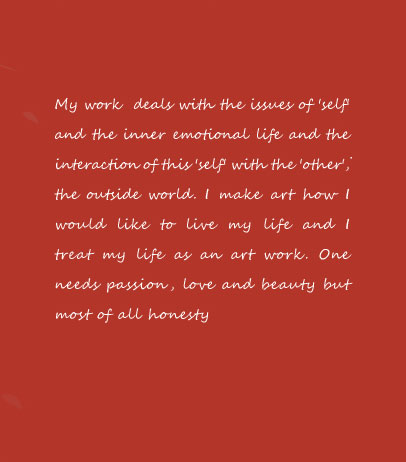 My work deals with the issues of 'self'
and the inner emotional life and the
interaction of this 'self' with the 'other',
the outside world. I make art how I
would like to live my life and I
treat my life as an art work. One
needs passion, love and beauty but
most of all honesty